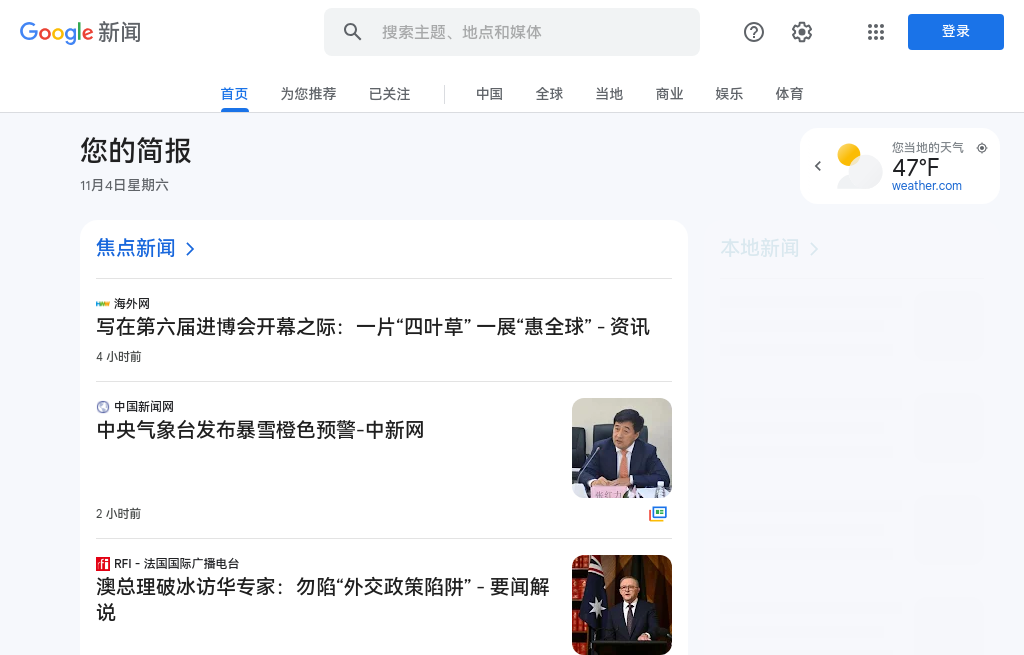 Google 新闻
搜索主题、地点和媒体
登录
首页 为您推荐 已关注 中国 全球 当地 商业 娱乐 体育
您的简报
11月4日星期六
您当地的天气
47°F
weather.com
焦点新闻
本地新闻
海外网
写在第六届进博会开幕之际：一片“四叶草” 一展“惠全球” - 资讯
4 小时前
中国新闻网
中央气象台发布暴雪橙色预警-中新网
张红力
2 小时前
rfi RFI - 法国国际广播电台
澳总理破冰访华专家：勿陷“外交政策陷阱” - 要闻解
说